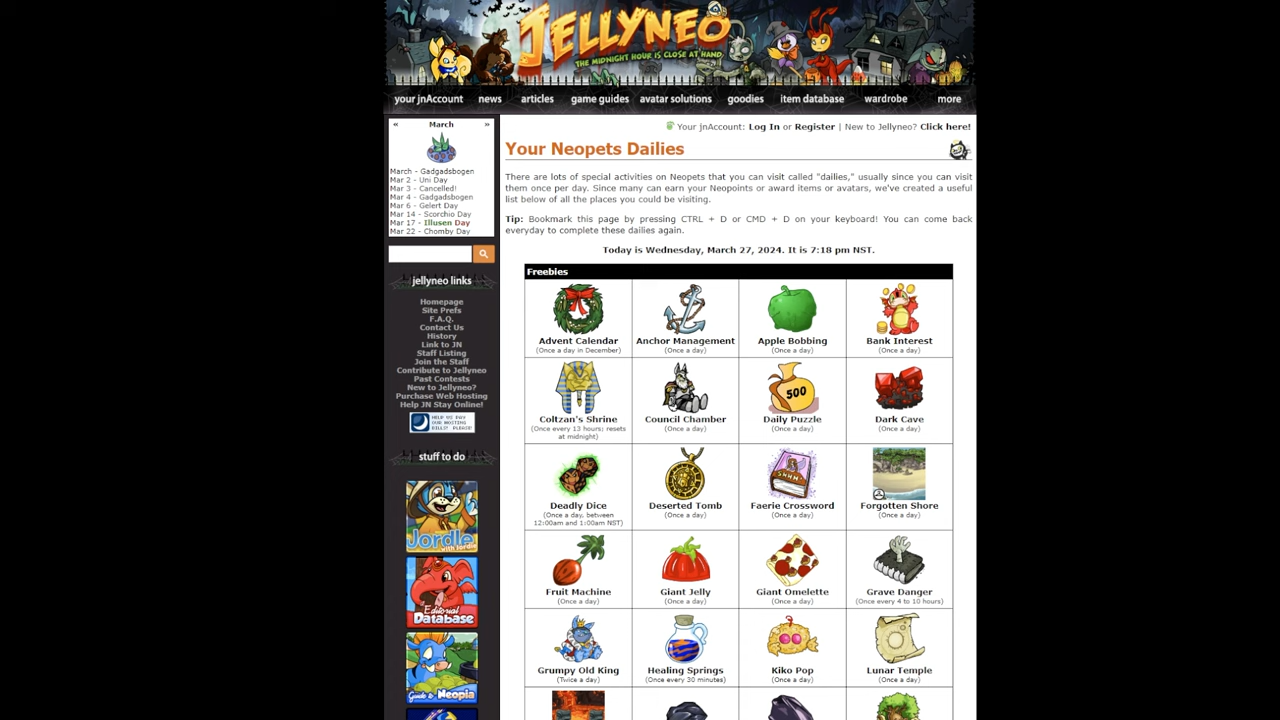 JELLYNEO
THE MIDNIGHT HOUR IS CLOSE AT HAND
your jnAccount news articles game guides avatar solutions goodies item database wardrobe more
« March »
March - Gadgadsbogen
Mar 2 - Uni Day
Mar 3 - Cancelled!
Mar 4 - Gadgadsbogen
Mar 6 - Gelert Day
Mar 14 - Scorchio Day
Mar 17 - Illusen Day
Mar 22 - Chomby Day
jellyneo links
Homepage
Site Prefs
F.A.Q.
Contact Us
History
Link to JN
Staff Listing
Join the Staff
Contribute to Jellyneo
Past Contests
New to Jellyneo?
Purchase Web Hosting
Help JN Stay Online!
HELP US PAY
OUR HOSTING
BILLS! PLEASE!
stuff to do
Jordle
with Jordie
Editorial
DATABASE
Guide to Neopia
Your jnAccount: Log In or Register | New to Jellyneo? Click here!
Your Neopets Dailies
There are lots of special activities on Neopets that you can visit called "dailies," usually since you can visit
them once per day. Since many can earn your Neopoints or award items or avatars, we've created a useful
list below of all the places you could be visiting.
Tip: Bookmark this page by pressing CTRL + D or CMD + D on your keyboard! You can come back
everyday to complete these dailies again.
Today is Wednesday, March 27, 2024. It is 7:18 pm NST.
Freebies
Advent Calendar Anchor Management Apple Bobbing Bank Interest
(Once a day in December) (Once a day) (Once a day) (Once a day)
500
Coltzan's Shrine Council Chamber Daily Puzzle Dark Cave
(Once every 13 hours; resets (Once a day) (Once a day) (Once a day)
at midnight)
Deadly Dice Deserted Tomb Faerie Crossword Forgotten Shore
(Once a day, between (Once a day) (Once a day) (Once a day)
12:00am and 1:00am NST)
Fruit Machine Giant Jelly Giant Omelette Grave Danger
(Once a day) (Once a day) (Once a day) (Once every 4 to 10 hours)
Grumpy Old King Healing Springs Kiko Pop Lunar Temple
(Twice a day) (Once every 30 minutes) (Once a day) (Once a day)